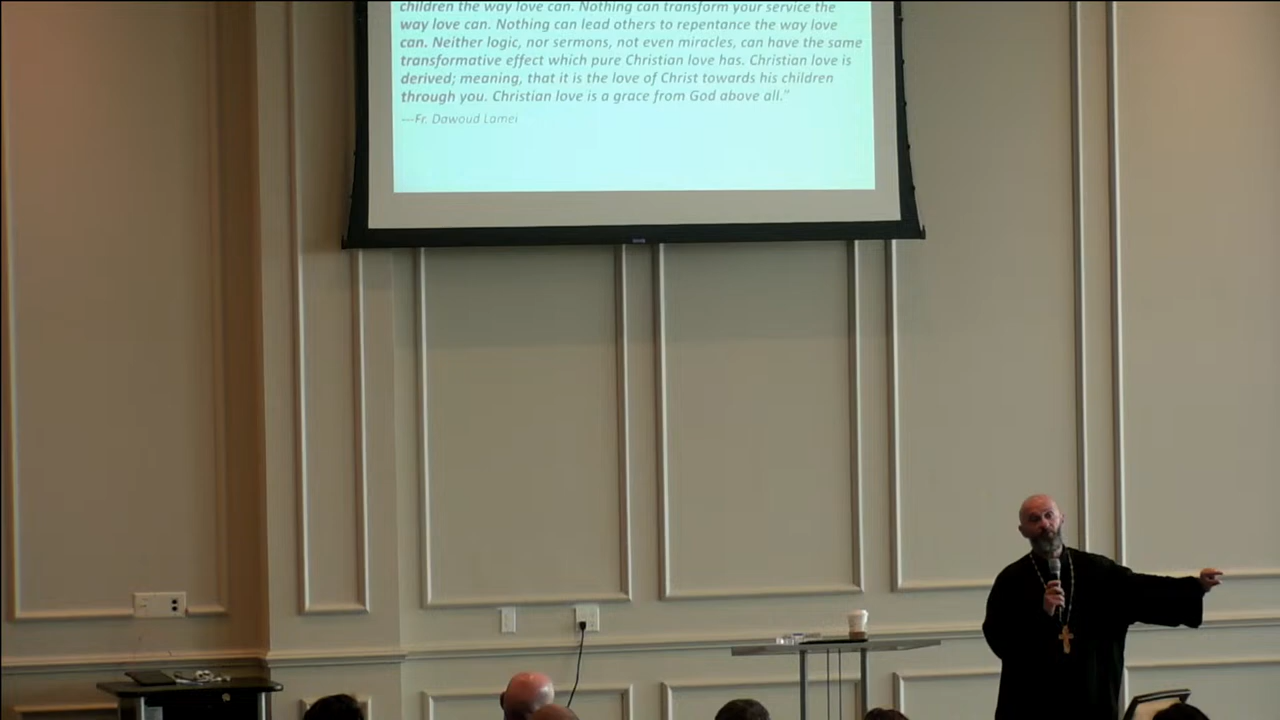 children the way love can. Nothing can transform your service the
way love can. Nothing can lead others to repentance the way love
can. Neither logic, nor sermons, not even miracles, can have the same
transformative effect which pure Christian love has. Christian love is
derived; meaning, that it is the love of Christ towards his children
through you. Christian love is a grace from God above all.”
—Fr. Dawoud Lamei